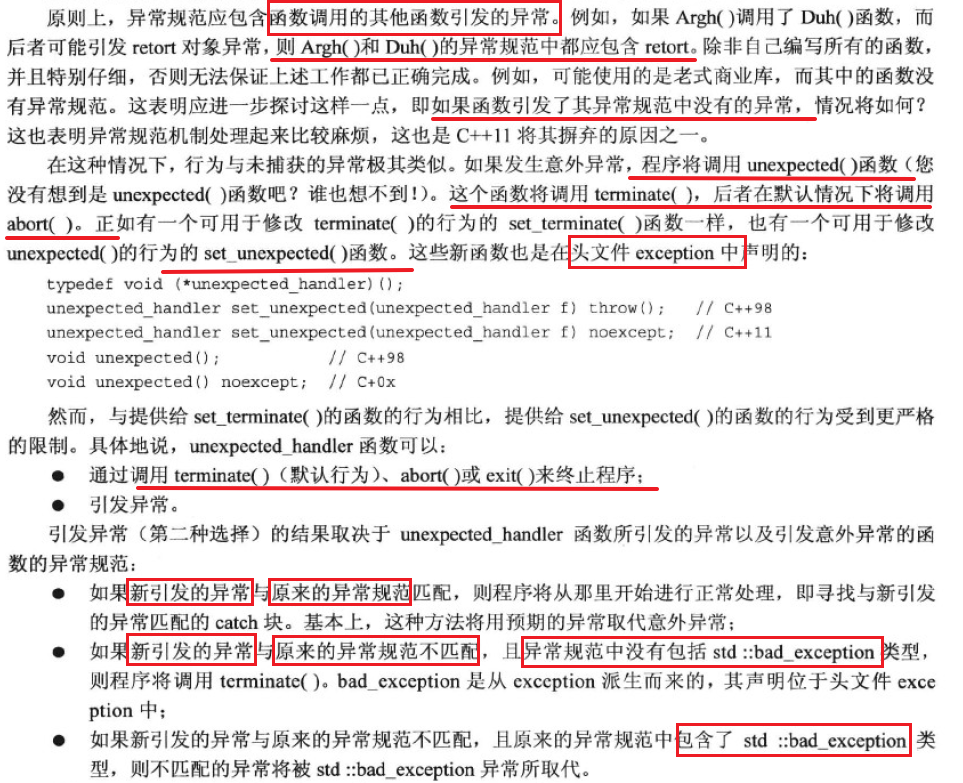 原则上，异常规范应包含函数调用的其他函数引发的异常。例如，如果 Argh( )调用了 Duh( )函数，而
后者可能引发 retort 对象异常，则 Argh( )和 Duh( )的异常规范中都应包含 retort。除非自己编写所有的函数，
并且特别仔细，否则无法保证上述工作都已正确完成。例如，可能使用的是老式商业库，而其中的函数没
有异常规范。这表明应进一步探讨这样一点，即如果函数引发了其异常规范中没有的异常，情况将如何？
这也表明异常规范机制处理起来比较麻烦，这也是 C++11 将其摒弃的原因之一。
在这种情况下，行为与未捕获的异常极其类似。如果发生意外异常，程序将调用 unexpected( )函数（您
没有想到是 unexpected( )函数吧？谁也想不到！）。这个函数将调用 terminate( )，后者在默认情况下将调用
abort( )。正如有一个可用于修改 terminate( )的行为的 set_terminate( )函数一样，也有一个可用于修改
unexpected( )的行为的 set_unexpected( )函数。这些新函数也是在头文件 exception 中声明的：
typedef void (*unexpected_handler)();
unexpected_handler set_unexpected(unexpected_handler f) throw();   // C++98
unexpected_handler set_unexpected(unexpected_handler f) noexcept;  // C++11
void unexpected();           // C++98
void unexpected() noexcept;  // C+0x
然而，与提供给 set_terminate( )的函数的行为相比，提供给 set_unexpected( )的函数的行为受到更严格
的限制。具体地说，unexpected_handler 函数可以：
● 通过调用 terminate( )（默认行为）、abort( )或 exit( )来终止程序；
● 引发异常。
引发异常（第二种选择）的结果取决于 unexpected_handler 函数所引发的异常以及引发意外异常的函
数的异常规范：
● 如果新引发的异常与原来的异常规范匹配，则程序将从那里开始进行正常处理，即寻找与新引发
的异常匹配的 catch 块。基本上，这种方法将用预期的异常取代意外异常；
● 如果新引发的异常与原来的异常规范不匹配，且异常规范中没有包括 std ::bad_exception 类型，
则程序将调用 terminate( )。bad_exception 是从 exception 派生而来的，其声明位于头文件 exce
ption 中；
● 如果新引发的异常与原来的异常规范不匹配，且原来的异常规范中包含了 std ::bad_exception 类
型，则不匹配的异常将被 std ::bad_exception 异常所取代。